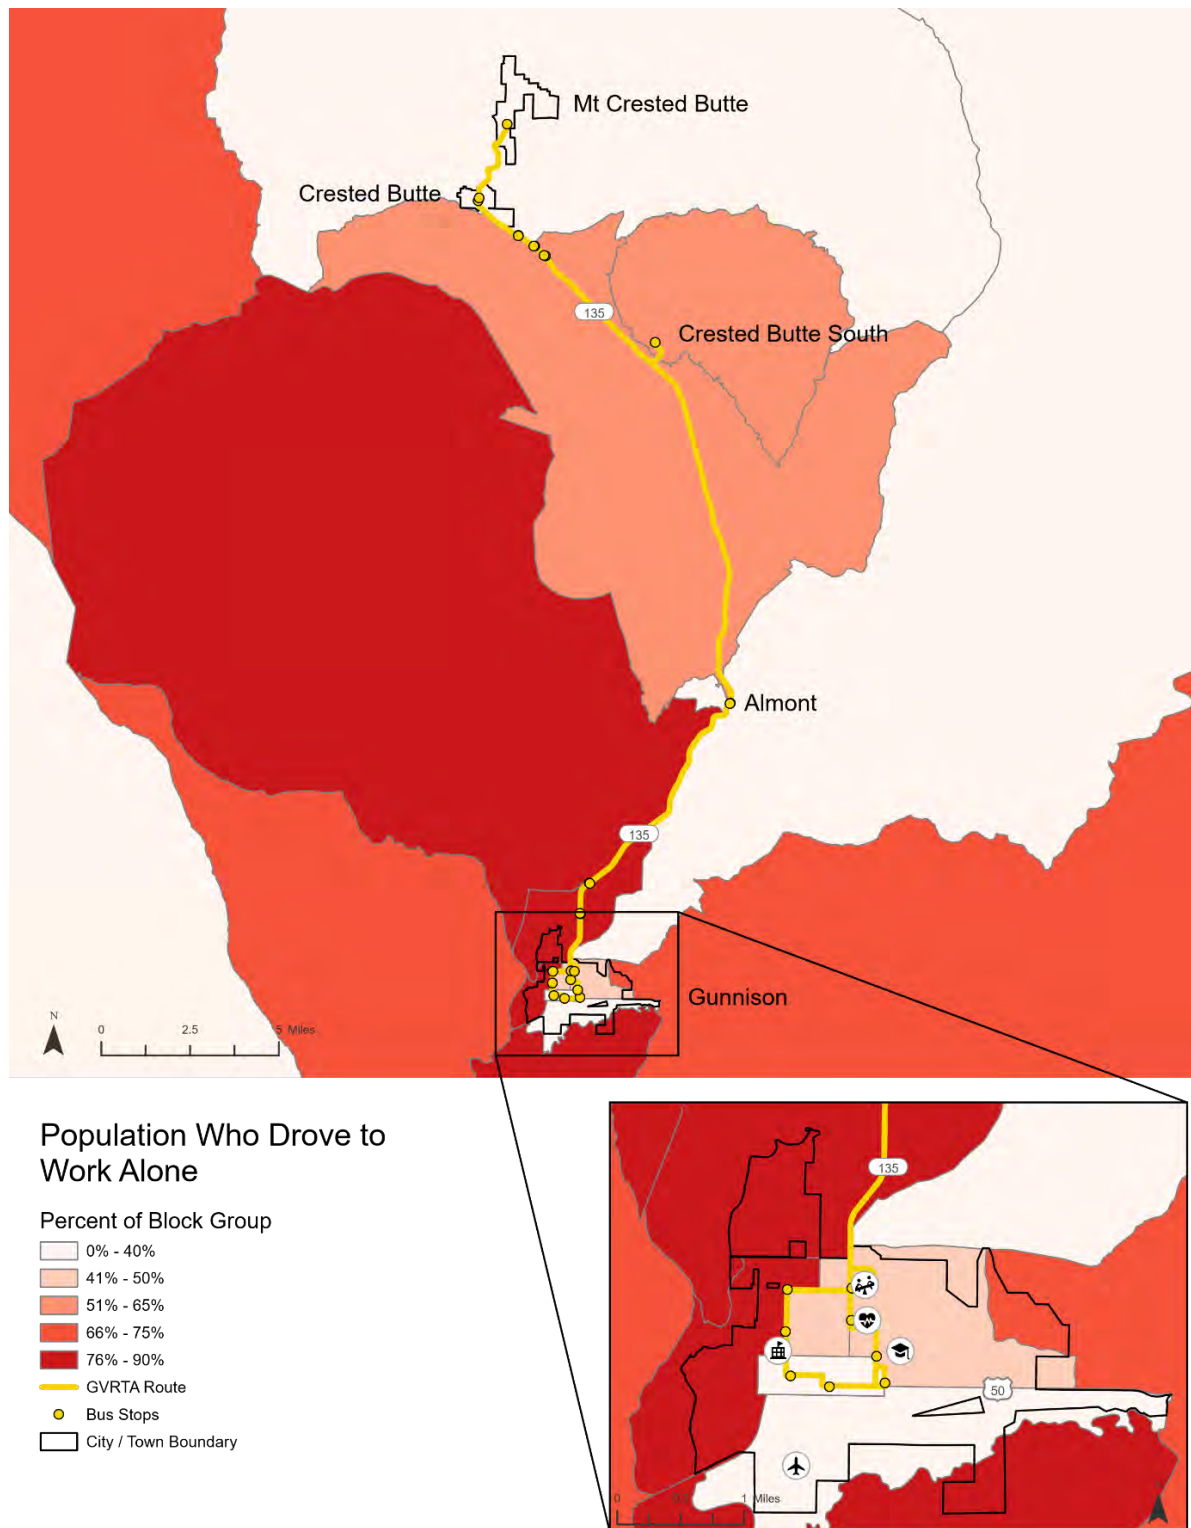 Mt Crested Butte
Crested Butte
135
Crested Butte South
Almont
135
Gunnison
N
0 2.5 5 Miles
Population Who Drove to
Work Alone
Percent of Block Group
0% - 40%
41% - 50%
51% - 65%
66% - 75%
76% - 90%
GVRTA Route
Bus Stops
City / Town Boundary
135
50
0 0.5 1 Miles